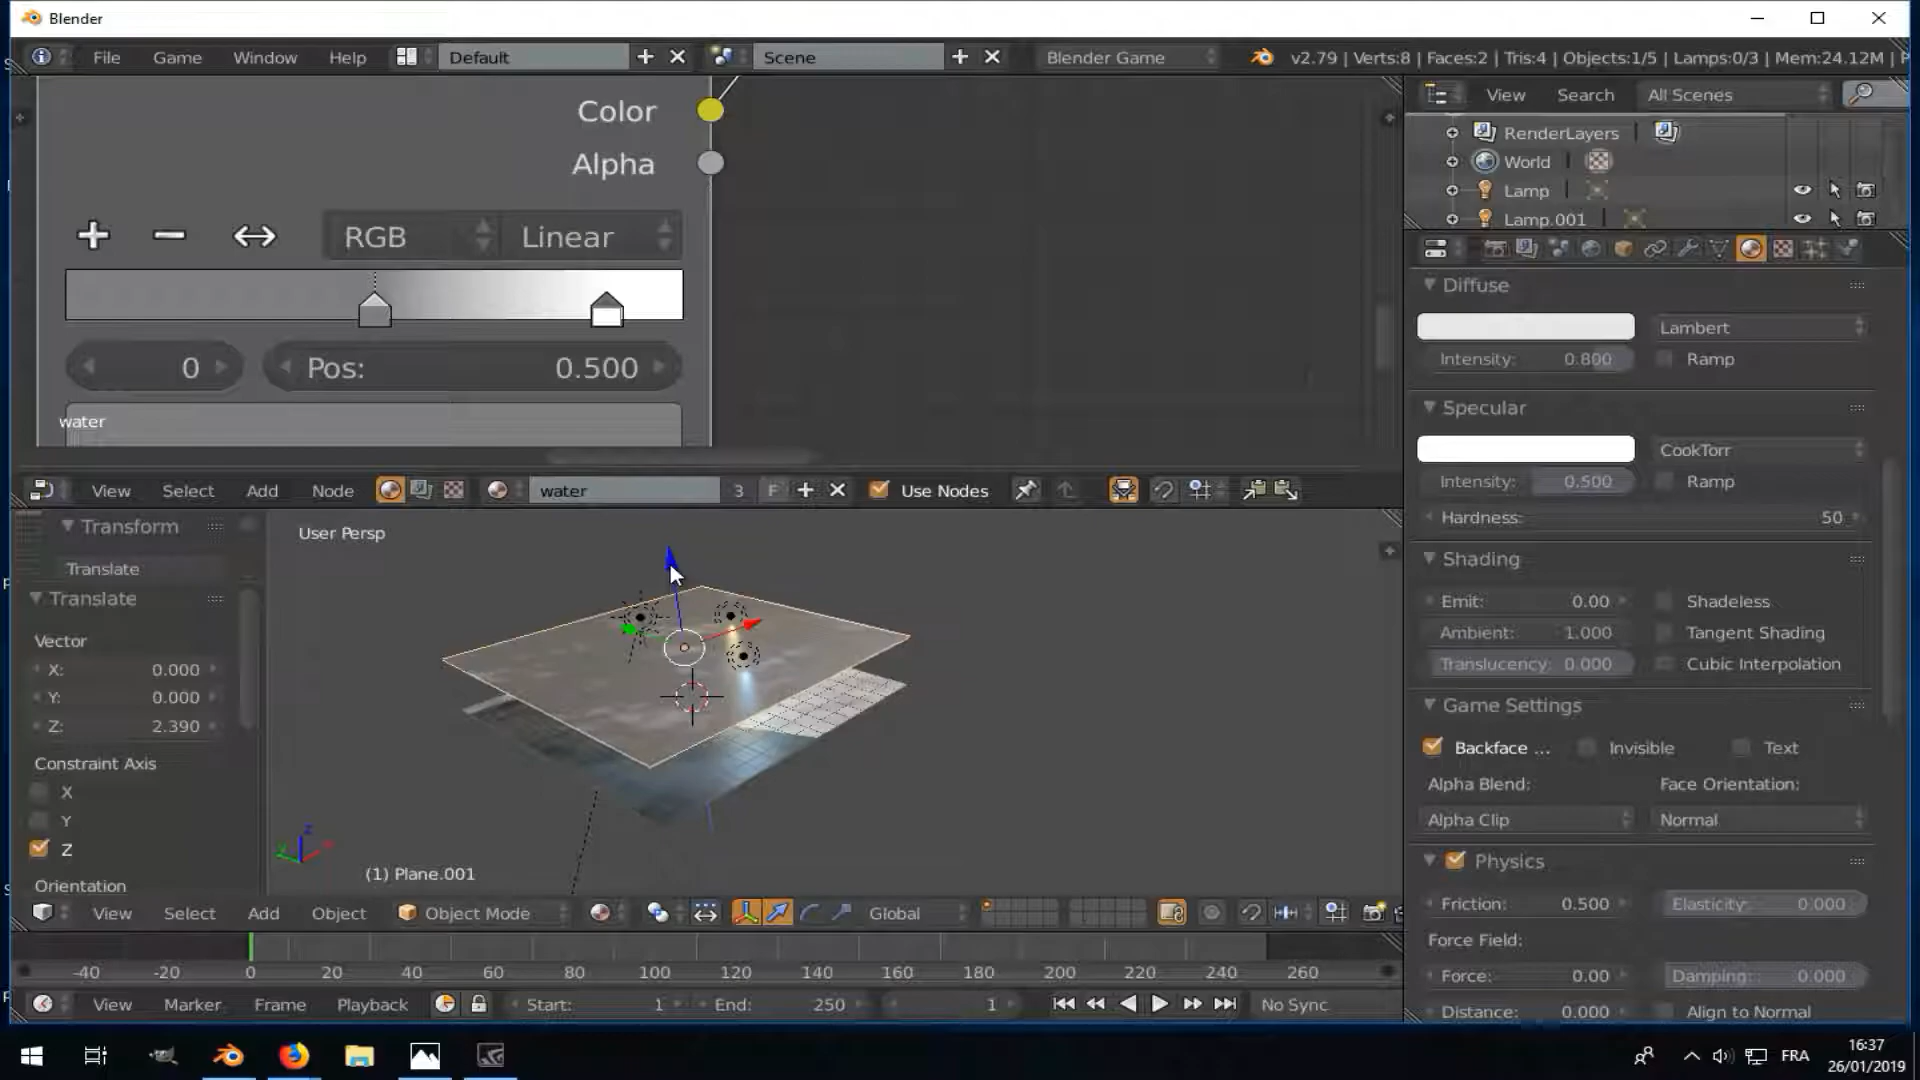 Blender
File Game Window Help Default Scene Blender Game v2.79 | Verts:8 | Faces:2 | Tris:4 | Objects:1/5 | Lamps:0/3 | Mem:24.12M |
View Search All Scenes
RenderLayers
World
Lamp
Lamp.001
Color
Alpha
RGB Linear
0 Pos: 0.500
water
View Select Add Node water 3 F Use Nodes
Transform
Translate
Translate
Vector
X: 0.000
Y: 0.000
Z: 2.390
Constraint Axis
X
Y
Z
Orientation
User Persp
(1) Plane.001
View Select Add Object Object Mode Global
-40 -20 0 20 40 60 80 100 120 140 160 180 200 220 240 260
View Marker Frame Playback Start: 1 End: 250 1 No Sync
Diffuse
Lambert
Intensity: 0.800 Ramp
Specular
CookTorr
Intensity: 0.500 Ramp
Hardness: 50
Shading
Emit: 0.00 Shadeless
Ambient: 1.000 Tangent Shading
Translucency: 0.000 Cubic Interpolation
Game Settings
Backface ... Invisible Text
Alpha Blend: Face Orientation:
Alpha Clip Normal
Physics
Friction: 0.500 Elasticity: 0.000
Force Field:
Force: 0.00 Damping: 0.000
Distance: 0.000 Align to Normal
FRA
16:37
26/01/2019